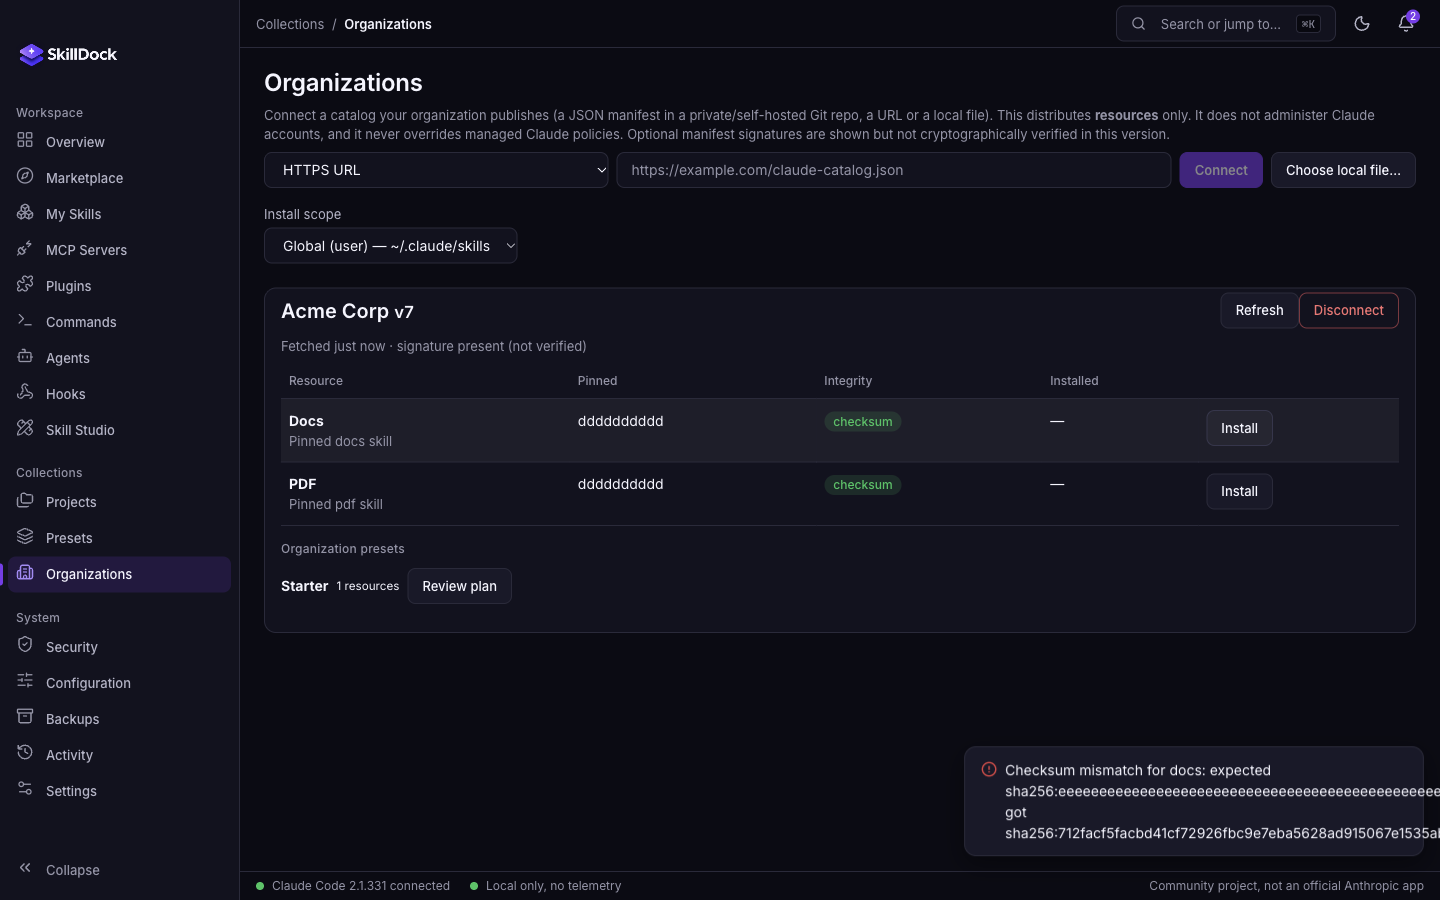 SkillDock
Collections / Organizations
Search or jump to...
⌘K
2
Workspace
Overview
Marketplace
My Skills
MCP Servers
Plugins
Commands
Agents
Hooks
Skill Studio
Collections
Projects
Presets
Organizations
System
Security
Configuration
Backups
Activity
Settings
Collapse
Organizations
Connect a catalog your organization publishes (a JSON manifest in a private/self-hosted Git repo, a URL or a local file). This distributes resources only. It does not administer Claude
accounts, and it never overrides managed Claude policies. Optional manifest signatures are shown but not cryptographically verified in this version.
HTTPS URL
https://example.com/claude-catalog.json
Connect
Choose local file...
Install scope
Global (user) — ~/.claude/skills
Acme Corp v7
Refresh
Disconnect
Fetched just now · signature present (not verified)
Resource Pinned Integrity Installed
Docs dddddddddd checksum — Install
Pinned docs skill
PDF dddddddddd checksum — Install
Pinned pdf skill
Organization presets
Starter 1 resources Review plan
Checksum mismatch for docs: expected
sha256:eeeeeeeeeeeeeeeeeeeeeeeeeeeeeeeeeeeeeeeeeeeeeee
got
sha256:712facf5facbd41cf72926fbc9e7eba5628ad915067e1535a
Claude Code 2.1.331 connected
Local only, no telemetry
Community project, not an official Anthropic app